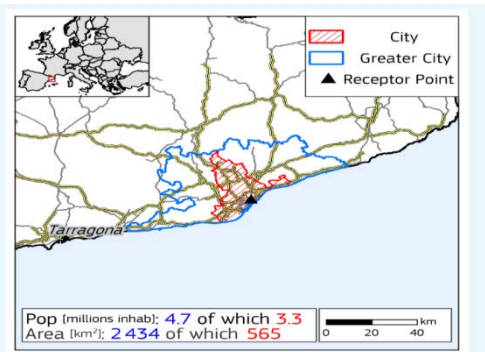 City
Greater City
Receptor Point
Tarragona
Pop [millions inhab]: 4.7 of which 3.3
Area [km²]: 2 434 of which 565
km
0 20 40